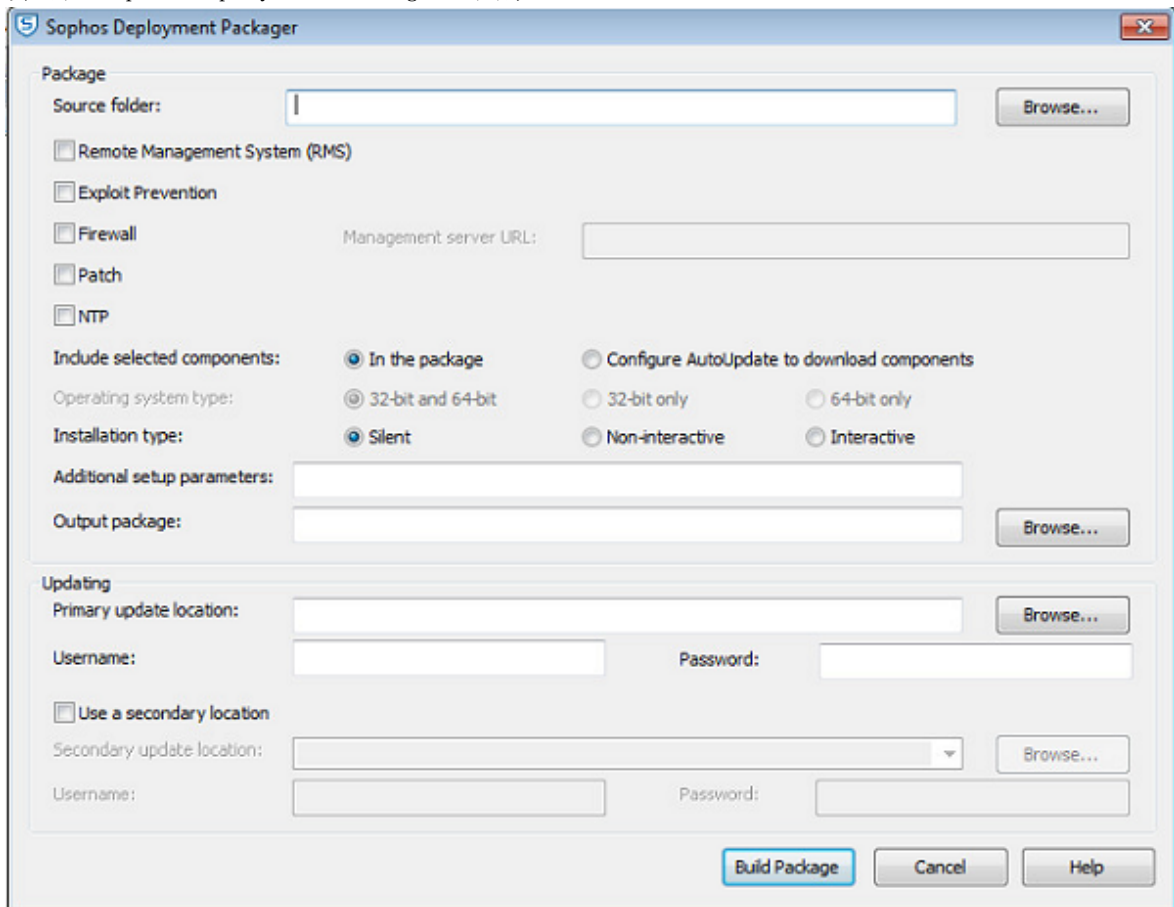 Sophos Deployment Packager
Package
Source folder: Browse...
Remote Management System (RMS)
Exploit Prevention
Firewall Management server URL:
Patch
NTP
Include selected components: In the package Configure AutoUpdate to download components
Operating system type: 32-bit and 64-bit 32-bit only 64-bit only
Installation type: Silent Non-interactive Interactive
Additional setup parameters:
Output package: Browse...
Updating
Primary update location: Browse...
Username: Password:
Use a secondary location
Secondary update location: Browse...
Username: Password:
Build Package Cancel Help